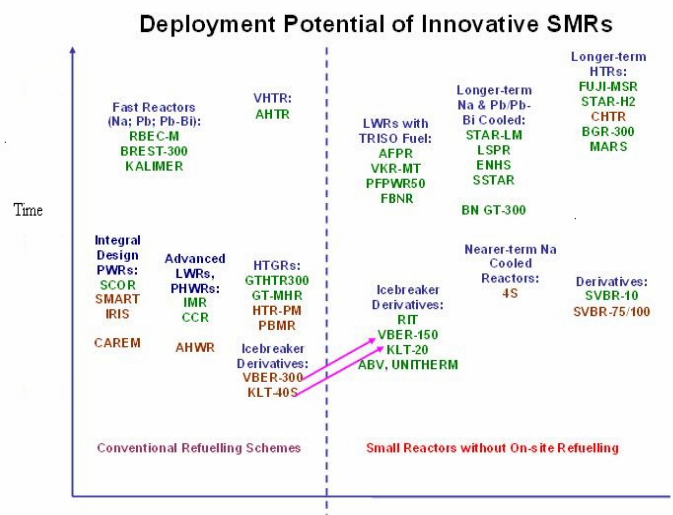 Deployment Potential of Innovative SMRs
Time
Fast Reactors
(Na; Pb; Pb-Bi):
RBEC-M
BREST-300
KALIMER
VHTR:
AHTR
LWRs with
TRISO Fuel:
AFPR
VKR-MT
PFPWR50
FBNR
Longer-term
Na & Pb/Pb-
Bi Cooled:
STAR-LM
LSPR
ENHS
SSTAR
BN GT-300
Longer-term
HTRs:
FUJI-MSR
STAR-H2
CHTR
BGR-300
MARS
Integral
Design
PWRs:
SCOR
SMART
IRIS
CAREM
Advanced
LWRs,
PHWRs:
IMR
CCR
AHWR
HTGRs:
GTHTR300
GT-MHR
HTR-PM
PBMR
Icebreaker
Derivatives:
VBER-300
KLT-40S
Icebreaker
Derivatives:
RIT
VBER-150
KLT-20
ABV, UNITHERM
Nearer-term Na
Cooled
Reactors:
4S
Derivatives:
SVBR-10
SVBR-75/100
Conventional Refuelling Schemes
Small Reactors without On-site Refuelling